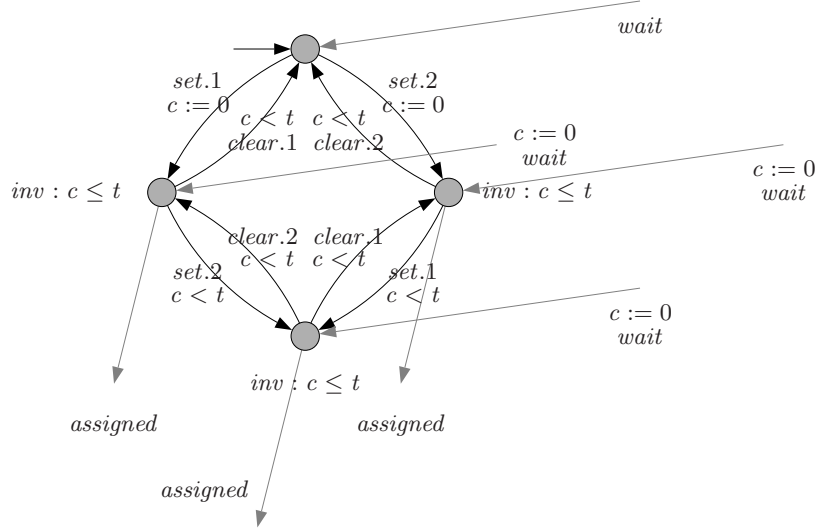 wait
set.1
c := 0
set.2
c := 0
c < t
clear.1
c < t
clear.2
c := 0
wait
c := 0
wait
inv : c ≤ t
inv : c ≤ t
clear.2
c < t
clear.1
c < t
set.2
c < t
set.1
c < t
c := 0
wait
inv : c ≤ t
assigned
assigned
assigned